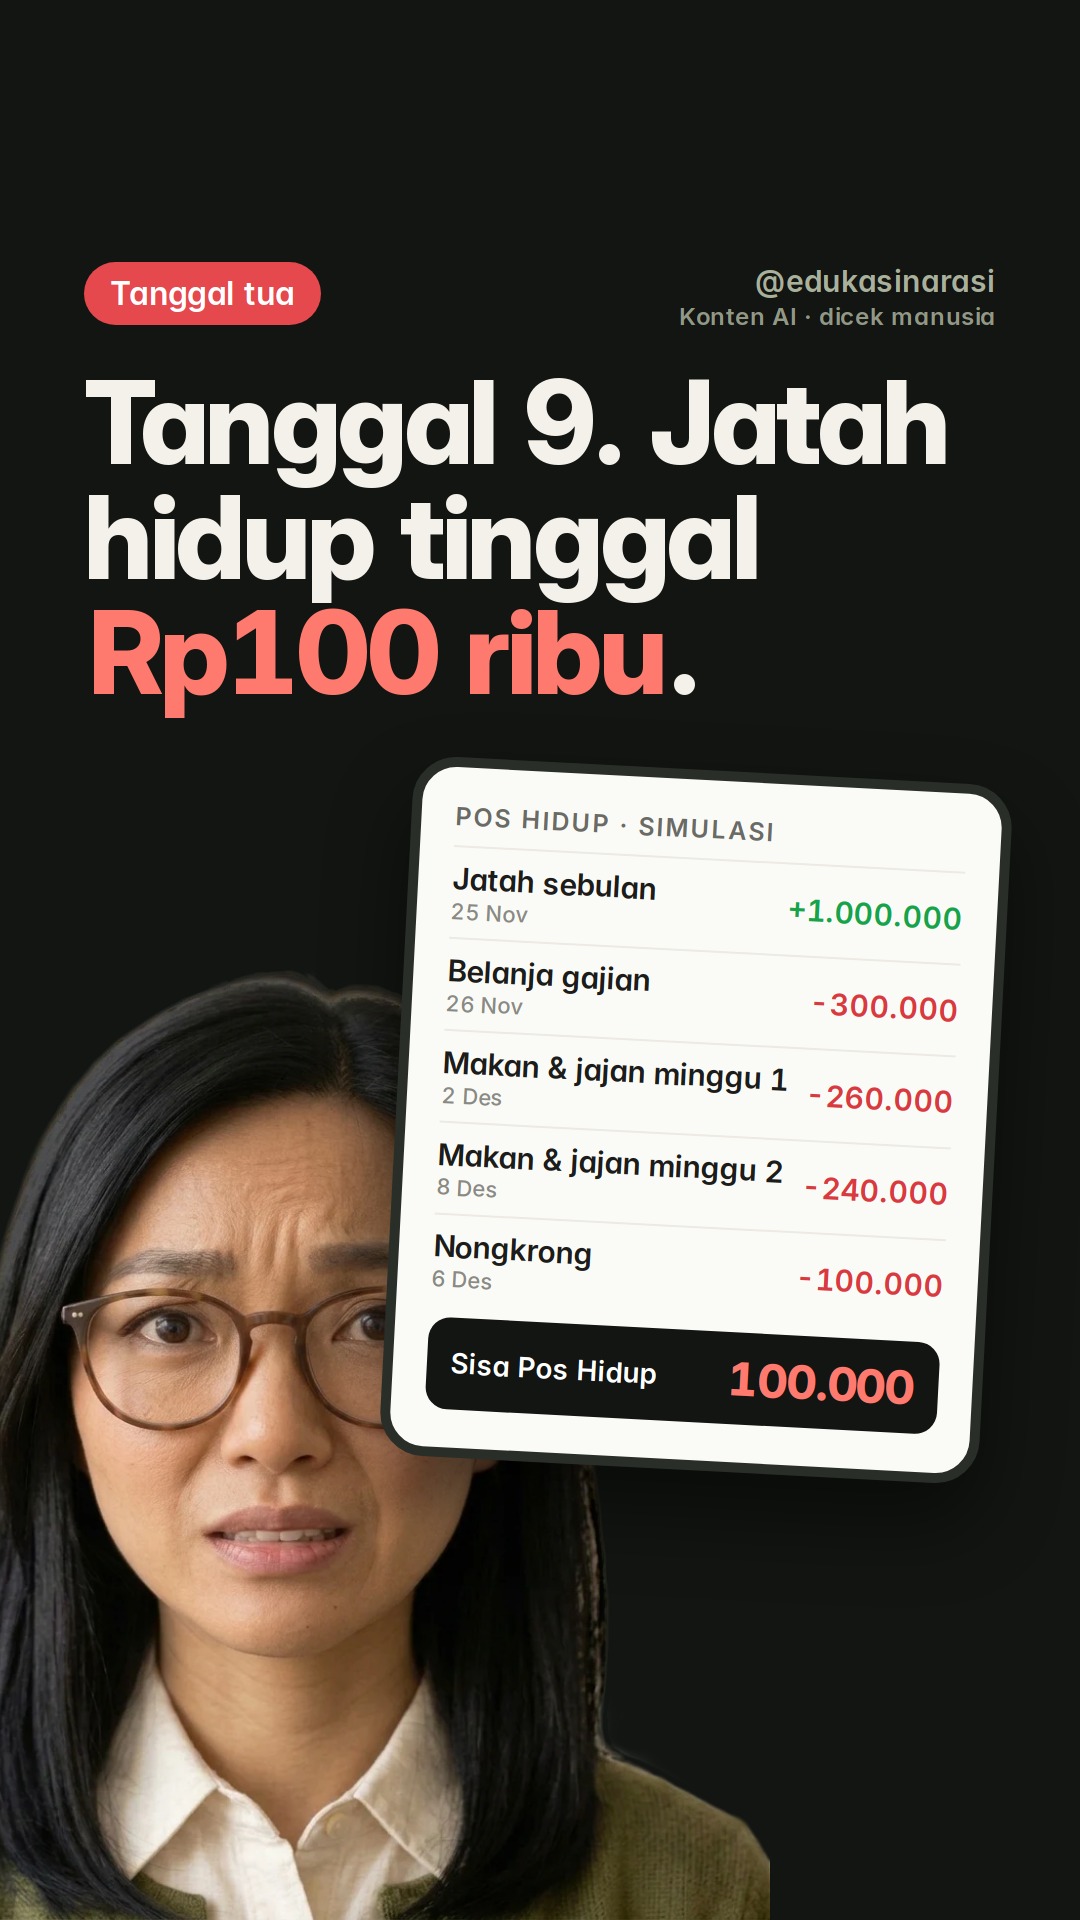 Tanggal tua
@edukasinarasi
Konten AI · dicek manusia
Tanggal 9. Jatah
hidup tinggal
Rp100 ribu.
POS HIDUP · SIMULASI
Jatah sebulan
25 Nov
+1.000.000
Belanja gajian
26 Nov
-300.000
Makan & jajan minggu 1
2 Des
-260.000
Makan & jajan minggu 2
8 Des
-240.000
Nongkrong
6 Des
-100.000
Sisa Pos Hidup
100.000